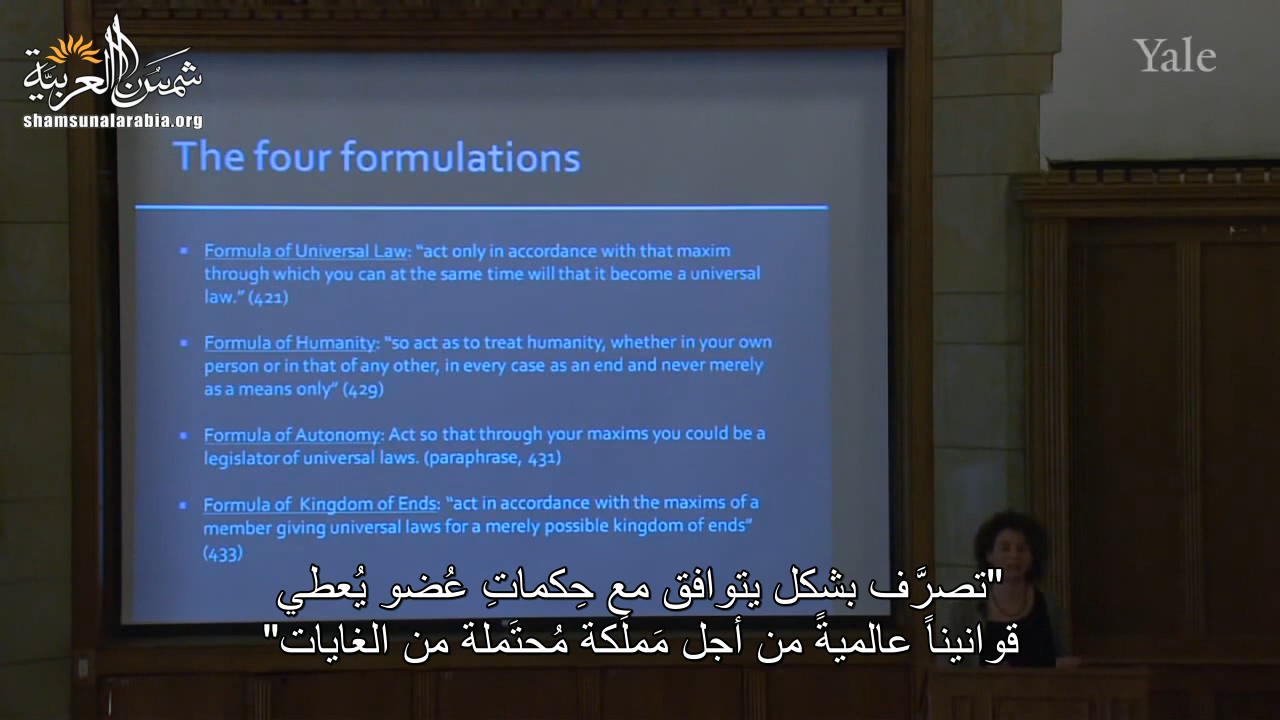 شمس العربية
shamsunalarabia.org
Yale
The four formulations
Formula of Universal Law: “act only in accordance with that maxim
through which you can at the same time will that it become a universal
law.” (421)
Formula of Humanity: “so act as to treat humanity, whether in your own
person or in that of any other, in every case as an end and never merely
as a means only” (429)
Formula of Autonomy: Act so that through your maxims you could be a
legislator of universal laws. (paraphrase, 431)
Formula of Kingdom of Ends: “act in accordance with the maxims of a
member giving universal laws for a merely possible kingdom of ends”
(433)
"تصرَّف بشكل يتوافق مع حِكماتِ عُضو يُعطي
قوانيناً عالميةً من أجل مَملَكة مُحتَملة من الغايات"